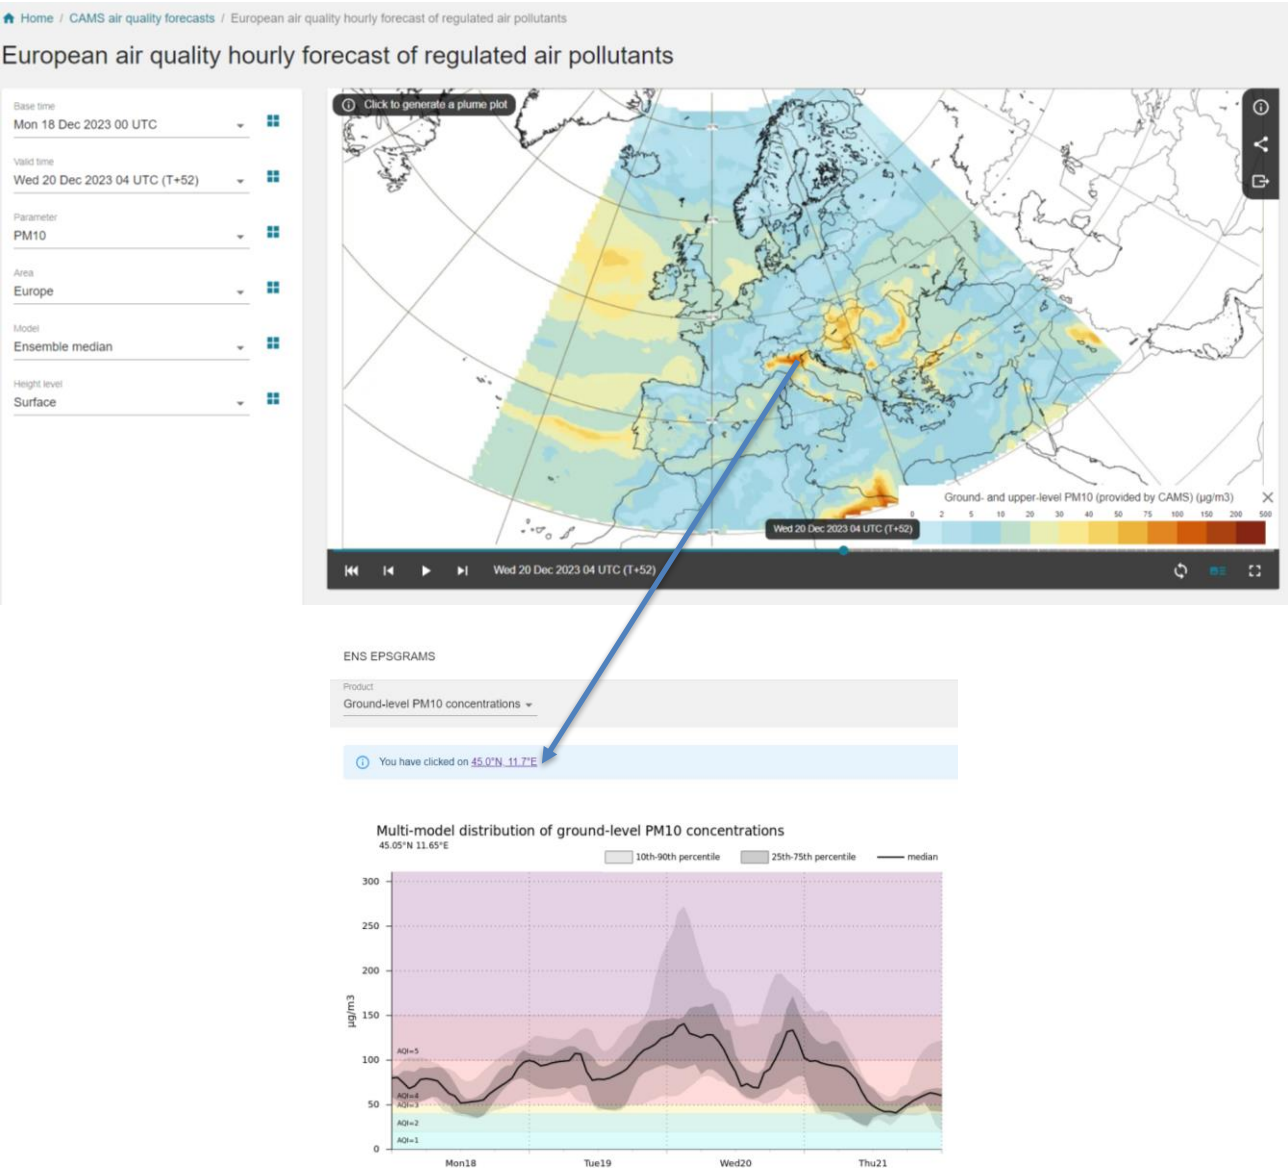 Home / CAMS air quality forecasts / European air quality hourly forecast of regulated air pollutants
European air quality hourly forecast of regulated air pollutants
Base time
Mon 18 Dec 2023 00 UTC
Valid time
Wed 20 Dec 2023 04 UTC (T+52)
Parameter
PM10
Area
Europe
Model
Ensemble median
Height level
Surface
Click to generate a plume plot
Ground- and upper-level PM10 (provided by CAMS) (μg/m3)
0 2 5 10 20 30 40 50 75 100 150 200 500
Wed 20 Dec 2023 04 UTC (T+52)
Wed 20 Dec 2023 04 UTC (T+52)
ENS EPSGRAMS
Product
Ground-level PM10 concentrations
You have clicked on 45.0°N, 11.7°E
Multi-model distribution of ground-level PM10 concentrations
45.05°N 11.65°E
10th-90th percentile 25th-75th percentile median
300
250
200
150
100
50
0
μg/m3
AQI=5
AQI=4
AQI=3
AQI=2
AQI=1
Mon18 Tue19 Wed20 Thu21